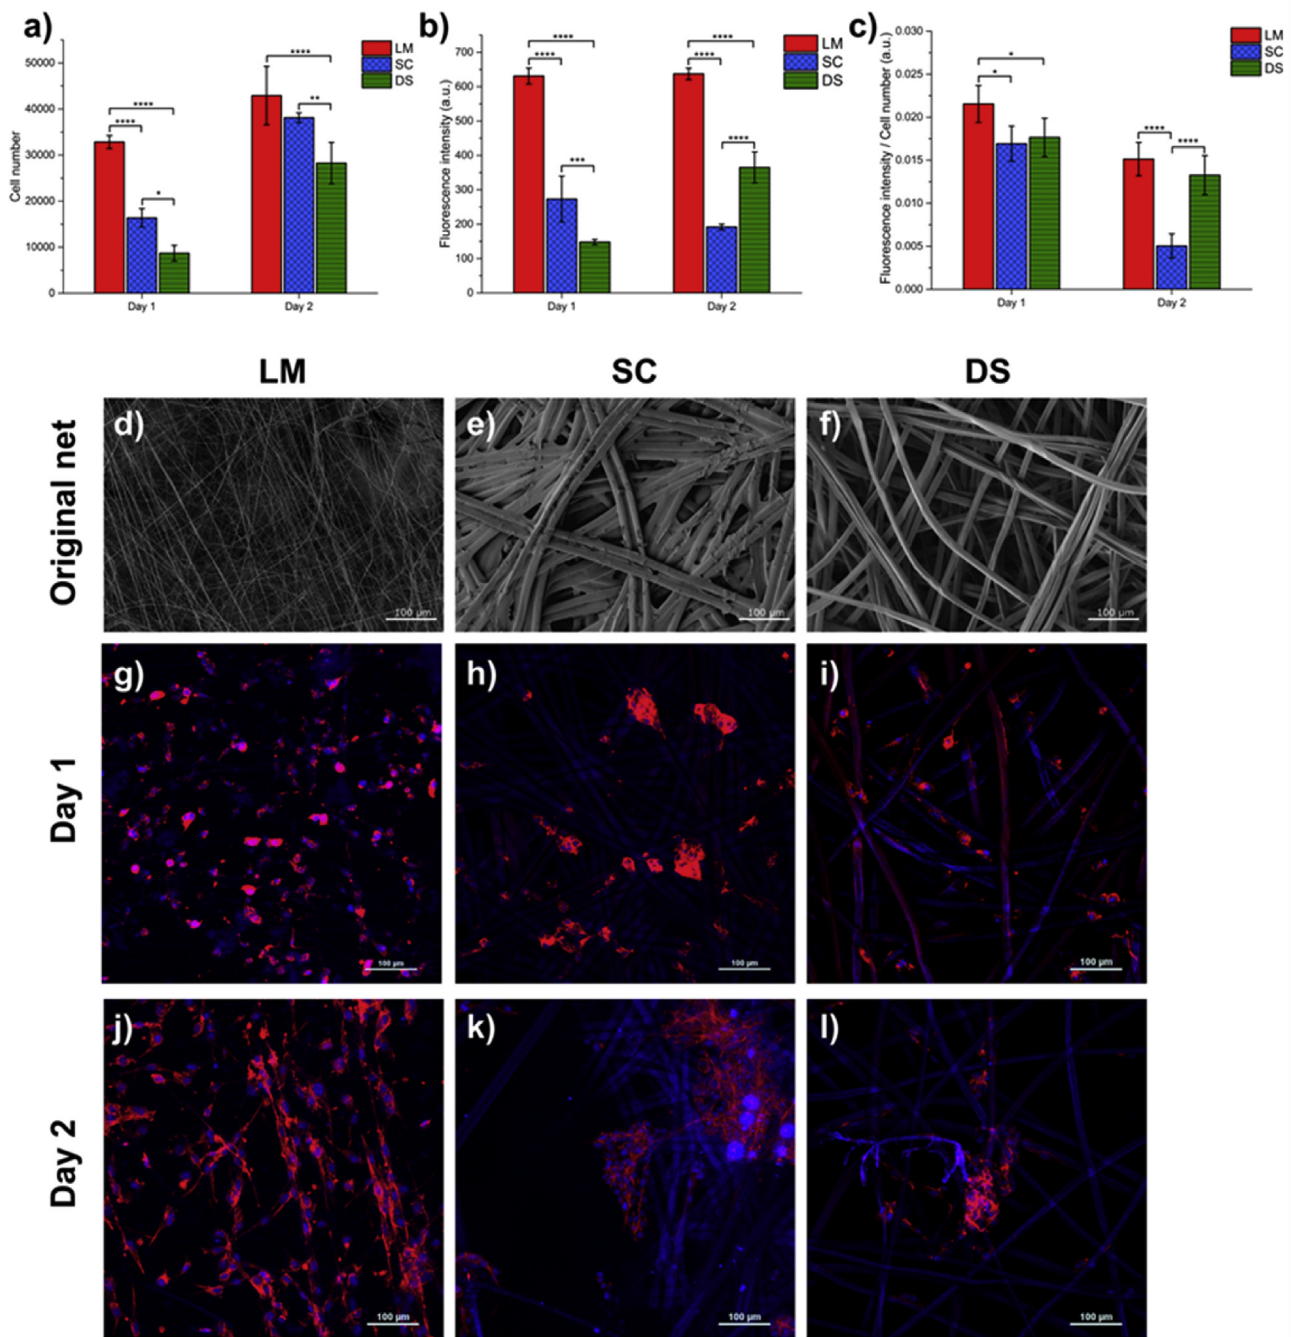 a)
Cell number
50000
40000
30000
20000
10000
0
****
****
*
****
**
Day 1
Day 2
LM
SC
DS
b)
Fluorescence intensity (a.u.)
700
600
500
400
300
200
100
0
****
****
***
****
****
****
Day 1
Day 2
LM
SC
DS
c)
Fluorescence intensity / Cell number (a.u.)
0.030
0.025
0.020
0.015
0.010
0.005
0.000
*
*
****
****
Day 1
Day 2
LM
SC
DS
LM SC DS
Original net
d)
100 µm
e)
100 µm
f)
100 µm
Day 1
g)
100 µm
h)
100 µm
i)
100 µm
Day 2
j)
100 µm
k)
100 µm
l)
100 µm